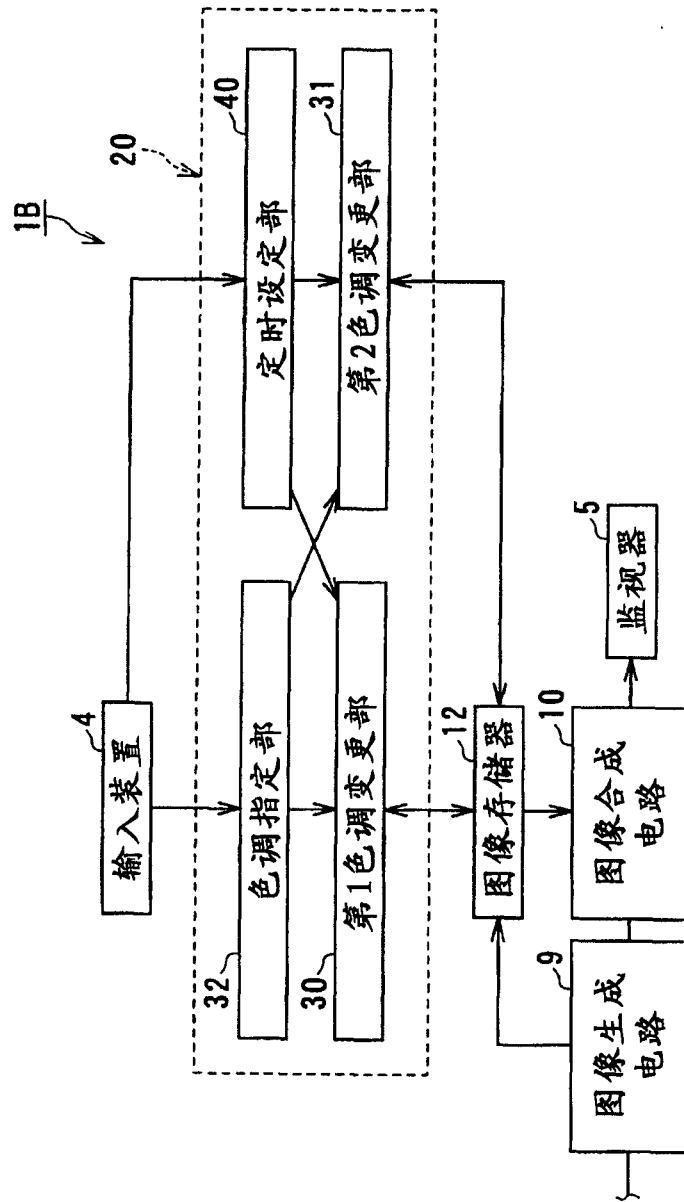 1B
20
4
输入装置
32
色调指定部
40
定时设定部
30
第1色调变更部
31
第2色调变更部
12
图像存储器
9
图像生成
电路
10
图像合成
电路
5
监视器